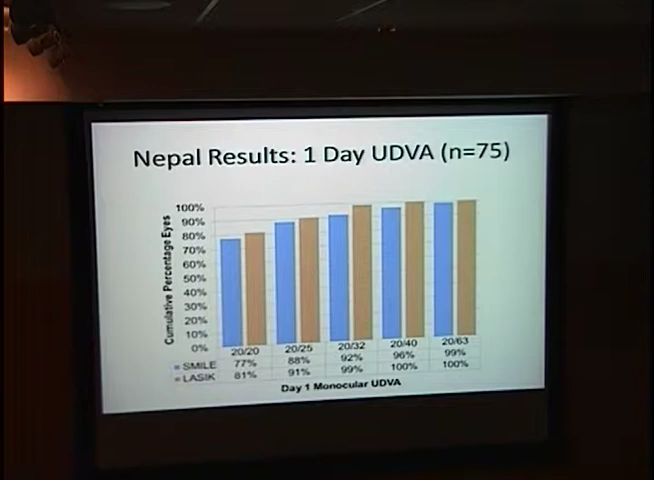 Nepal Results: 1 Day UDVA (n=75)
Cumulative Percentage Eyes
100%
90%
80%
70%
60%
50%
40%
30%
20%
10%
0%
20/20 20/25 20/32 20/40 20/63
SMILE 77% 88% 92% 96% 99%
LASIK 81% 91% 99% 100% 100%
Day 1 Monocular UDVA